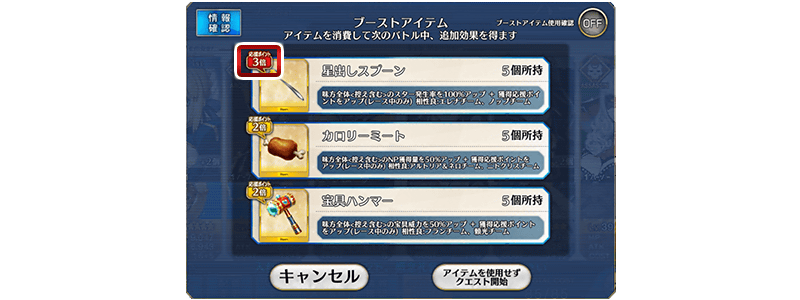 情報
確認
ブーストアイテム
ブーストアイテム使用確認
OFF
アイテムを消費して次のバトル中、追加効果を得ます
応援ポイント
3倍
星出しスプーン
5個所持
味方全体<控え含む>のスター発生率を100%アップ + 獲得応援ポイ
ントをアップ(レース中のみ) 相性良:エレナチーム、ノッブチーム
応援ポイント
2倍
カロリーミート
5個所持
味方全体<控え含む>のNP獲得量を50%アップ + 獲得応援ポイントを
アップ(レース中のみ) 相性良:アルトリア&ネロチーム、ニトクリスチーム
応援ポイント
2倍
宝具ハンマー
5個所持
味方全体<控え含む>の宝具威力を50%アップ + 獲得応援ポイント
をアップ(レース中のみ) 相性良:フランチーム、頼光チーム
キャンセル
アイテムを使用せず
クエスト開始